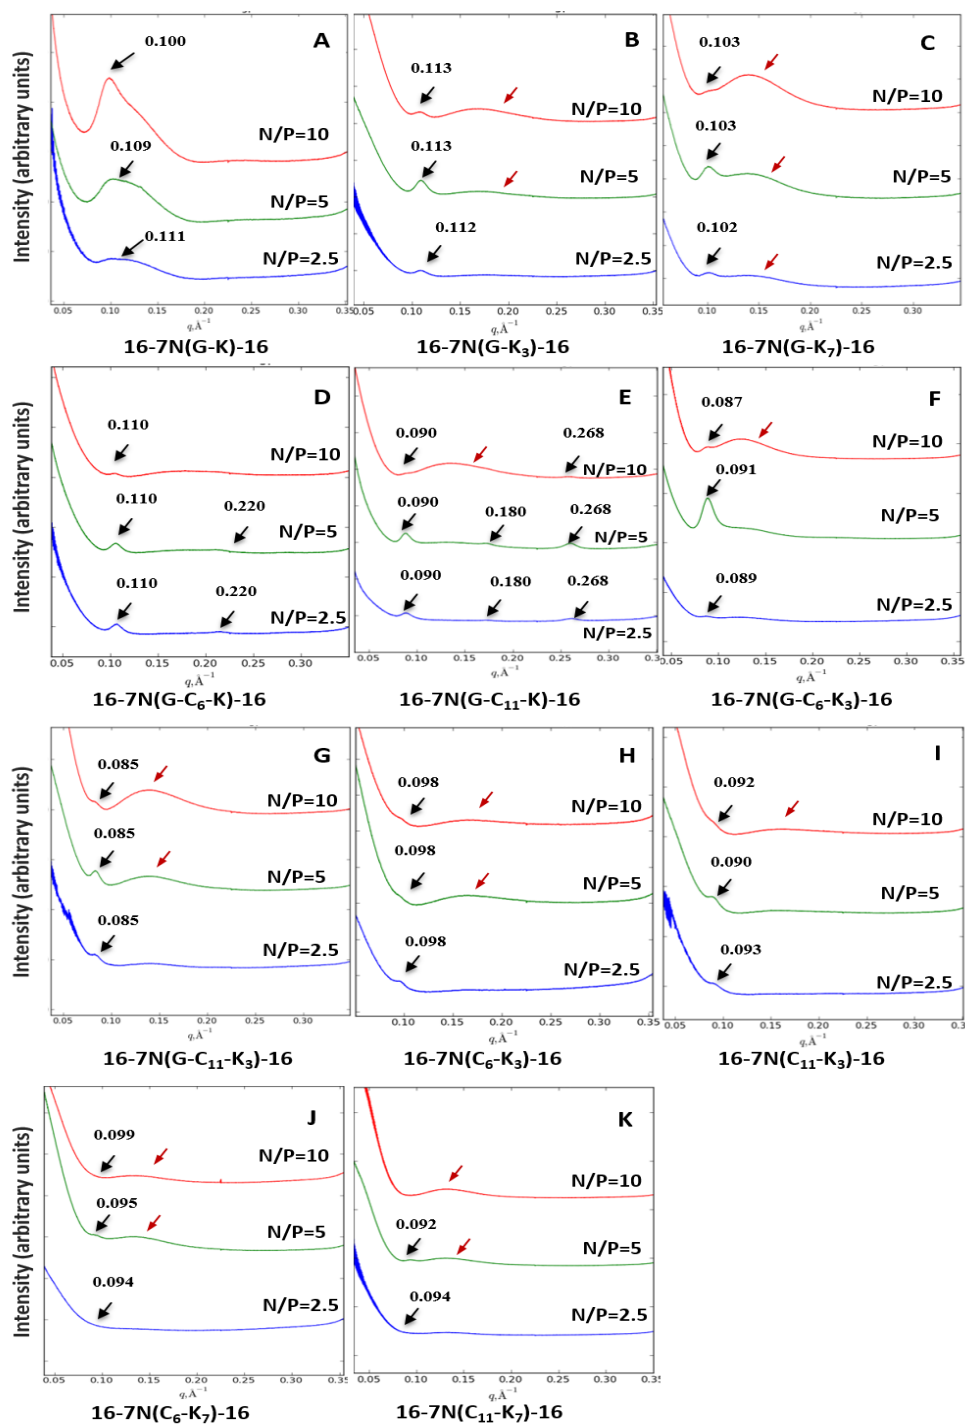 Intensity (arbitrary units)
A
0.100
N/P=10
0.109
N/P=5
0.111
N/P=2.5
0.05 0.10 0.15 0.20 0.25 0.30 0.35
q,Å⁻¹
16-7N(G-K)-16
B
0.113
N/P=10
0.113
N/P=5
0.112
N/P=2.5
0.05 0.10 0.15 0.20 0.25 0.30
q,Å⁻¹
16-7N(G-K₃)-16
C
0.103
N/P=10
0.103
N/P=5
0.102
N/P=2.5
0.10 0.15 0.20 0.25 0.30
q,Å⁻¹
16-7N(G-K₇)-16
Intensity (arbitrary units)
D
0.110
N/P=10
0.110 0.220
N/P=5
0.110 0.220
N/P=2.5
0.05 0.10 0.15 0.20 0.25 0.30
q,Å⁻¹
16-7N(G-C₆-K)-16
E
0.090 0.268
N/P=10
0.090 0.180 0.268
N/P=5
0.090 0.180 0.268
N/P=2.5
0.05 0.10 0.15 0.20 0.25 0.30
q,Å⁻¹
16-7N(G-C₁₁-K)-16
F
0.087
N/P=10
0.091
N/P=5
0.089
N/P=2.5
0.05 0.10 0.15 0.20 0.25 0.30 0.35
q,Å⁻¹
16-7N(G-C₆-K₃)-16
Intensity (arbitrary units)
G
0.085
N/P=10
0.085
N/P=5
0.085
N/P=2.5
0.05 0.10 0.15 0.20 0.25 0.30
q,Å⁻¹
16-7N(G-C₁₁-K₃)-16
H
0.098
N/P=10
0.098
N/P=5
0.098
N/P=2.5
0.10 0.15 0.20 0.25 0.30 0.35
q,Å⁻¹
16-7N(C₆-K₃)-16
I
0.092
N/P=10
0.090
N/P=5
0.093
N/P=2.5
0.05 0.10 0.15 0.20 0.25 0.30 0.35
q,Å⁻¹
16-7N(C₁₁-K₃)-16
Intensity (arbitrary units)
J
0.099
N/P=10
0.095
N/P=5
0.094
N/P=2.5
0.05 0.10 0.15 0.20 0.25 0.30 0.35
q,Å⁻¹
16-7N(C₆-K₇)-16
K
N/P=10
0.092
N/P=5
0.094
N/P=2.5
0.05 0.10 0.15 0.20 0.25 0.30 0.35
q,Å⁻¹
16-7N(C₁₁-K₇)-16